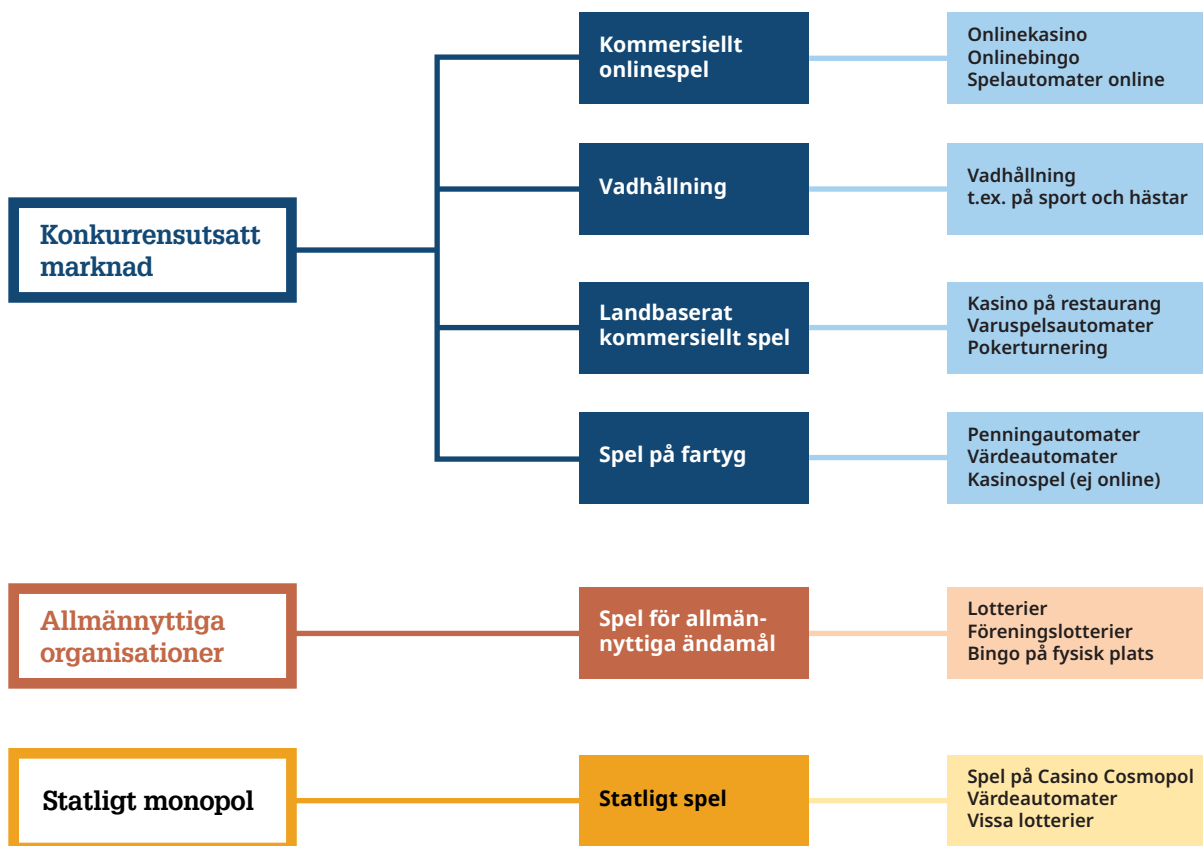 Konkurrensutsatt
marknad
Kommersiellt
onlinespel
Onlinekasino
Onlinebingo
Spelautomater online
Vadhållning
Vadhållning
t.ex. på sport och hästar
Landbaserat
kommersiellt spel
Kasino på restaurang
Varuspelsautomater
Pokerturnering
Spel på fartyg
Penningautomater
Värdeautomater
Kasinospel (ej online)
Allmännyttiga
organisationer
Spel för allmän-
nyttiga ändamål
Lotterier
Föreningslotterier
Bingo på fysisk plats
Statligt monopol
Statligt spel
Spel på Casino Cosmopol
Värdeautomater
Vissa lotterier